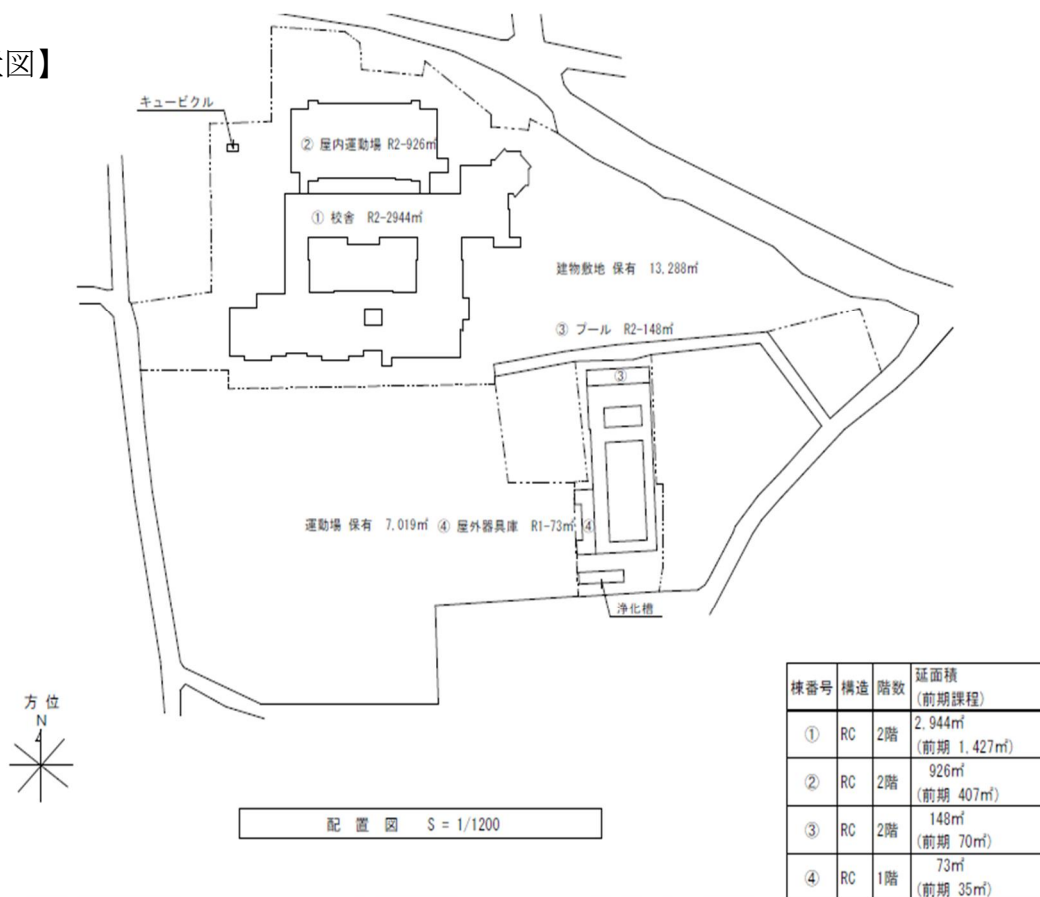 図】
キュービクル
② 屋内運動場 R2-926㎡
① 校舎 R2-2944㎡
建物敷地 保有 13,288㎡
③ プール R2-148㎡
③
運動場 保有 7,019㎡
④ 屋外器具庫 R1-73㎡
④
浄化槽
方位
N
配 置 図 S = 1/1200
棟番号 構造 階数 延面積
(前期課程)
① RC 2階 2,944㎡
(前期 1,427㎡)
② RC 2階 926㎡
(前期 407㎡)
③ RC 2階 148㎡
(前期 70㎡)
④ RC 1階 73㎡
(前期 35㎡)